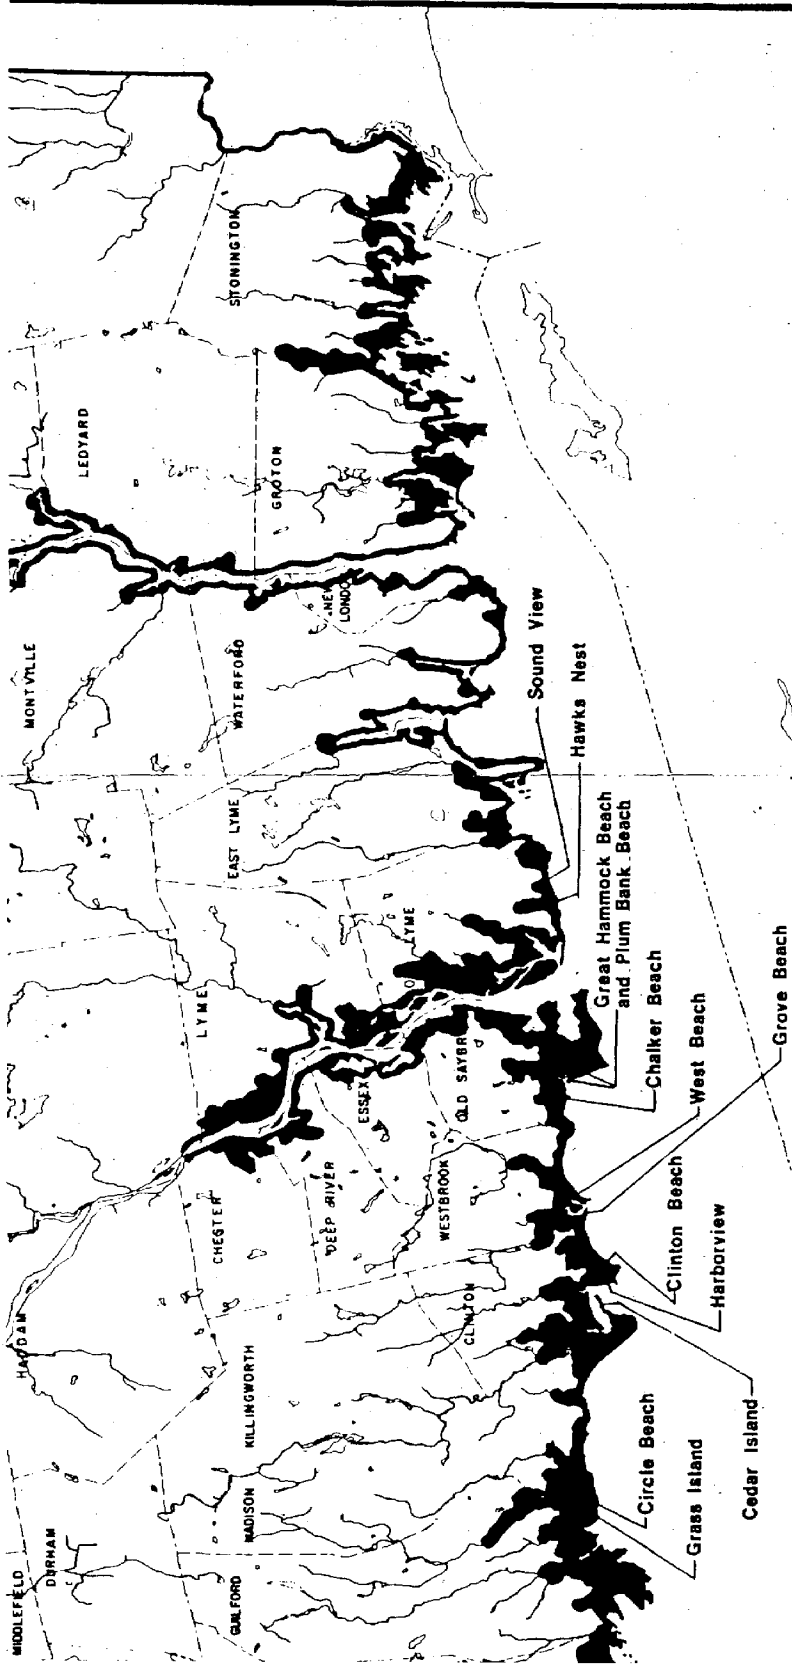 MIDDLEFIELD
DURHAM
HADDAM
MONTVILLE
LEDYARD
GUILFORD
MADISON
KILLINGWORTH
CHESTER
DEEP RIVER
LYME
ESSEX
EAST LYME
WATERFORD
NEW
LONDON
GROTON
STONINGTON
CLINTON
WESTBROOK
OLD SAYBR
O
LYME
Circle Beach
Grass Island
Cedar Island
Harborview
Clinton Beach
Grove Beach
West Beach
Chalker Beach
Great Hammock Beach
and Plum Bank Beach
Hawks Nest
Sound View